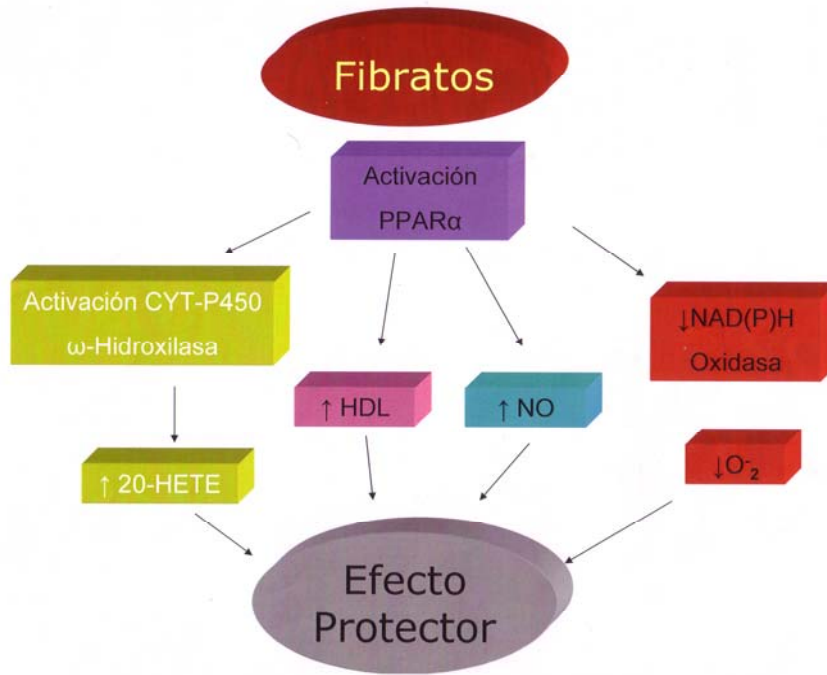 Fibratos
Activación
PPARα
Activación CYT-P450
ω-Hidroxilasa
↓NAD(P)H
Oxidasa
↑ HDL
↑ NO
↑ 20-HETE
↓O⁻₂
Efecto
Protector